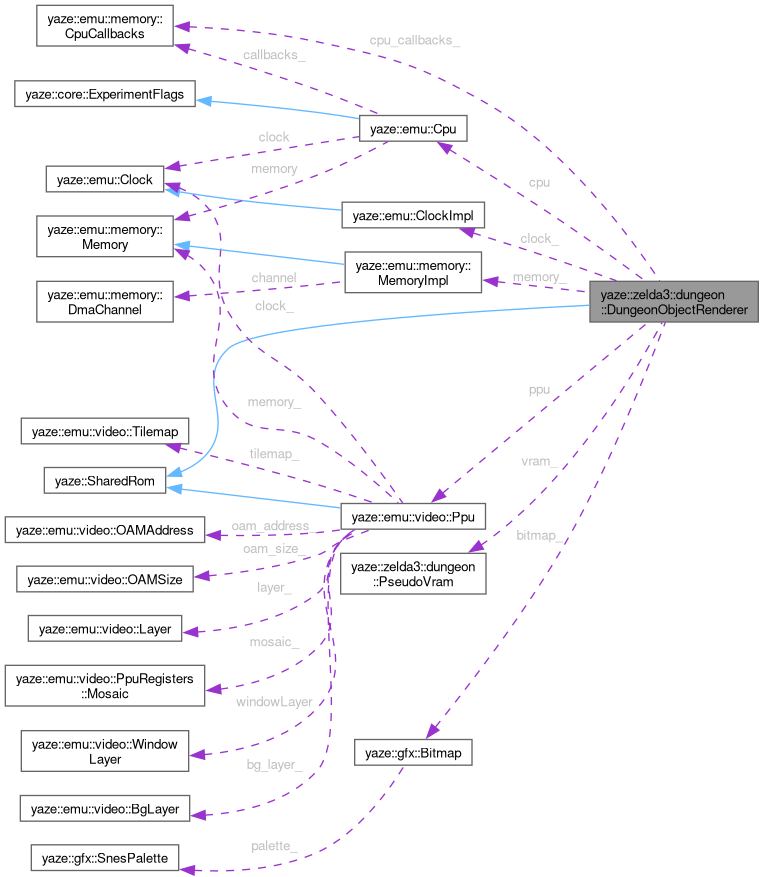 yaze::emu::memory::
CpuCallbacks
cpu_callbacks_
callbacks_
yaze::core::ExperimentFlags
yaze::emu::Cpu
clock
memory
yaze::emu::Clock
cpu
yaze::emu::ClockImpl
yaze::emu::memory::
Memory
clock_
yaze::emu::memory::
MemoryImpl
memory_
channel
yaze::emu::memory::
DmaChannel
clock_
yaze::zelda3::dungeon
::DungeonObjectRenderer
ppu
memory_
yaze::emu::video::Tilemap
tilemap_
vram_
yaze::SharedRom
yaze::emu::video::Ppu
yaze::emu::video::OAMAddress
oam_address_
bitmap_
oam_size_
yaze::emu::video::OAMSize
yaze::zelda3::dungeon
::PseudoVram
layer_
yaze::emu::video::Layer
mosaic_
yaze::emu::video::PpuRegisters
::Mosaic
windowLayer
yaze::emu::video::Window
Layer
yaze::gfx::Bitmap
bg_layer_
yaze::emu::video::BgLayer
palette_
yaze::gfx::SnesPalette